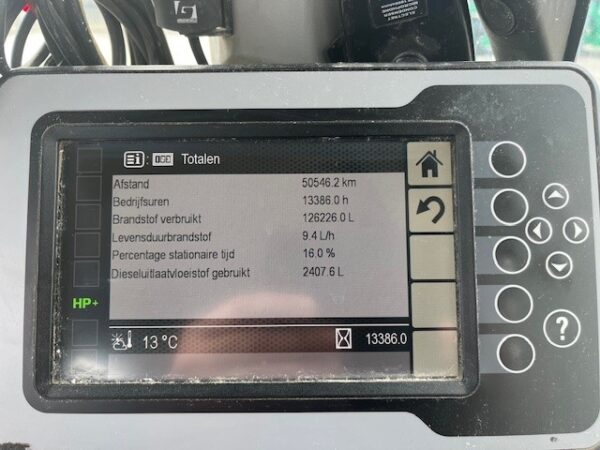 Totalen
Afstand 50546.2 km
Bedrijfsuren 13386.0 h
Brandstof verbruikt 126226.0 L
Levensduurbrandstof 9.4 L/h
Percentage stationaire tijd 16.0 %
Dieseluitlaatvloeistof gebruikt 2407.6 L
HP+
13 °C 13386.0
?